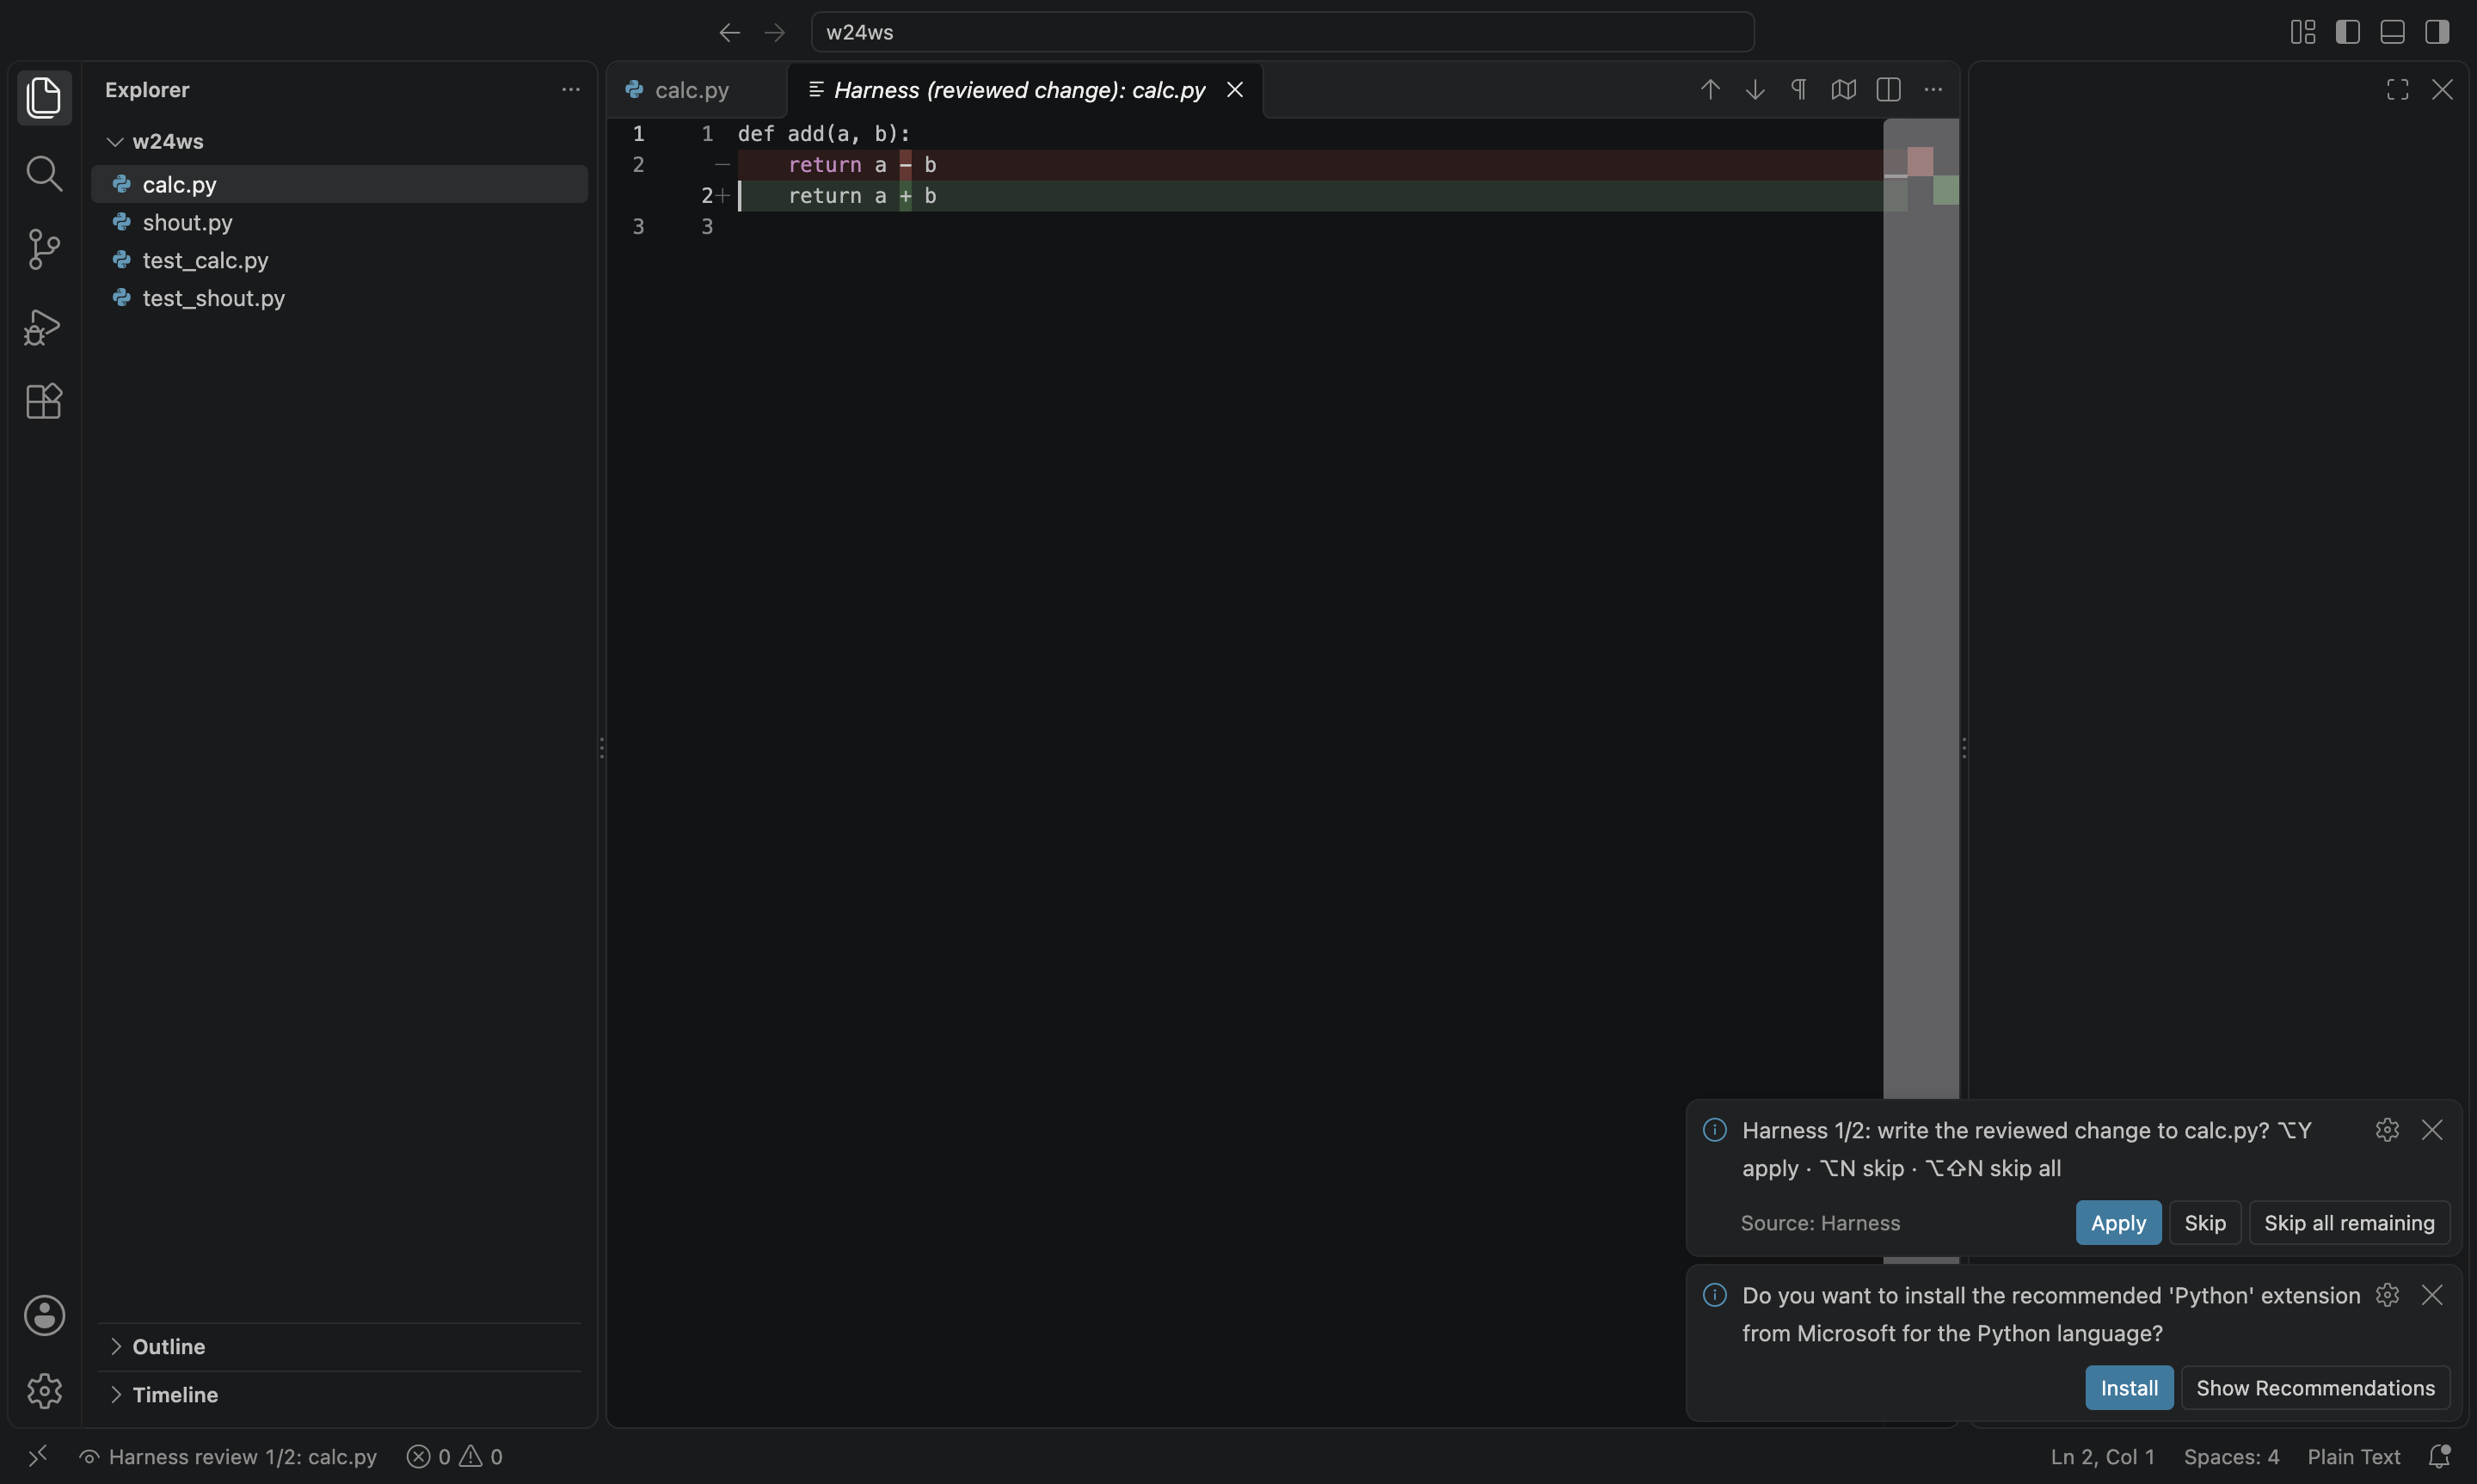 w24ws
Explorer
w24ws
calc.py
shout.py
test_calc.py
test_shout.py
Outline
Timeline
calc.py
Harness (reviewed change): calc.py
1 1 def add(a, b):
2 — return a - b
2+ return a + b
3 3
Harness 1/2: write the reviewed change to calc.py? ⌥Y
apply · ⌥N skip · ⌥⇧N skip all
Source: Harness
Apply
Skip
Skip all remaining
Do you want to install the recommended 'Python' extension
from Microsoft for the Python language?
Install
Show Recommendations
Harness review 1/2: calc.py
0
0
Ln 2, Col 1
Spaces: 4
Plain Text